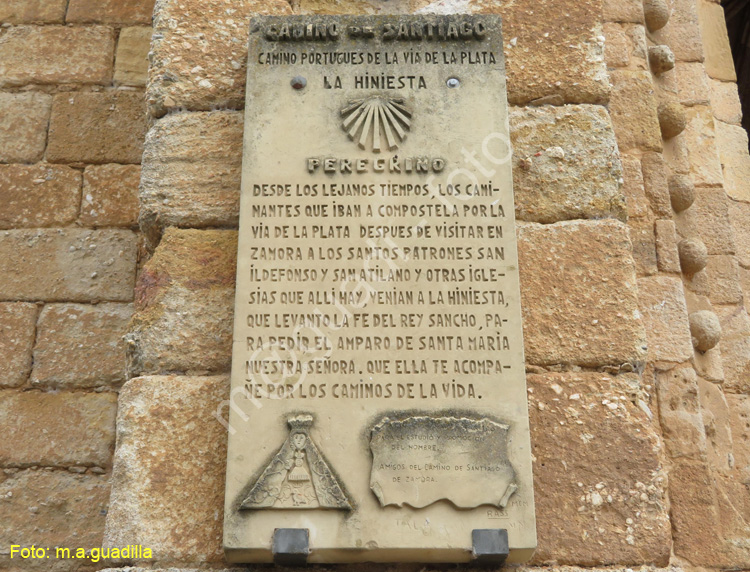 CAMINO DE SANTIAGO
CAMINO PORTUGUES DE LA VIA DE LA PLATA
LA HINIESTA
PEREGRINO
DESDE LOS LEJANOS TIEMPOS, LOS CAMI-
NANTES QUE IBAN A COMPOSTELA POR LA
VIA DE LA PLATA DESPUES DE VISITAR EN
ZAMORA A LOS SANTOS PATRONES SAN
ILDEFONSO Y SAN ATILANO Y OTRAS IGLE-
SIAS QUE ALLI HAY, VENIAN A LA HINIESTA,
QUE LEVANTO LA FE DEL REY SANCHO, PA-
RA PEDIR EL AMPARO DE SANTA MARIA
NUESTRA SEÑORA. QUE ELLA TE ACOMPA-
ÑE POR LOS CAMINOS DE LA VIDA.
ESTUDIO Y PROMOCION
DEL HOMBRE
AMIGOS DEL CAMINO DE SANTIAGO
DE ZAMORA
Foto: m.a. guadilla